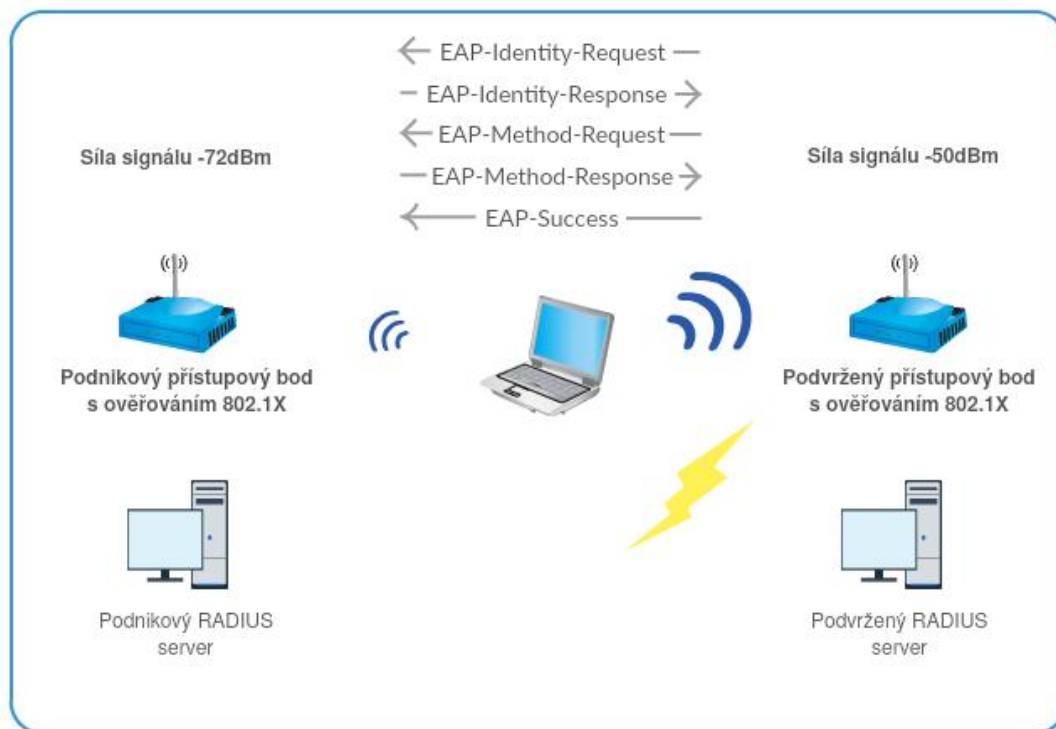 EAP-Identity-Request
EAP-Identity-Response
EAP-Method-Request
EAP-Method-Response
EAP-Success
Síla signálu -72dBm
Síla signálu -50dBm
Podnikový přístupový bod
s ověřováním 802.1X
Podvržený přístupový bod
s ověřováním 802.1X
Podnikový RADIUS
server
Podvržený RADIUS
server